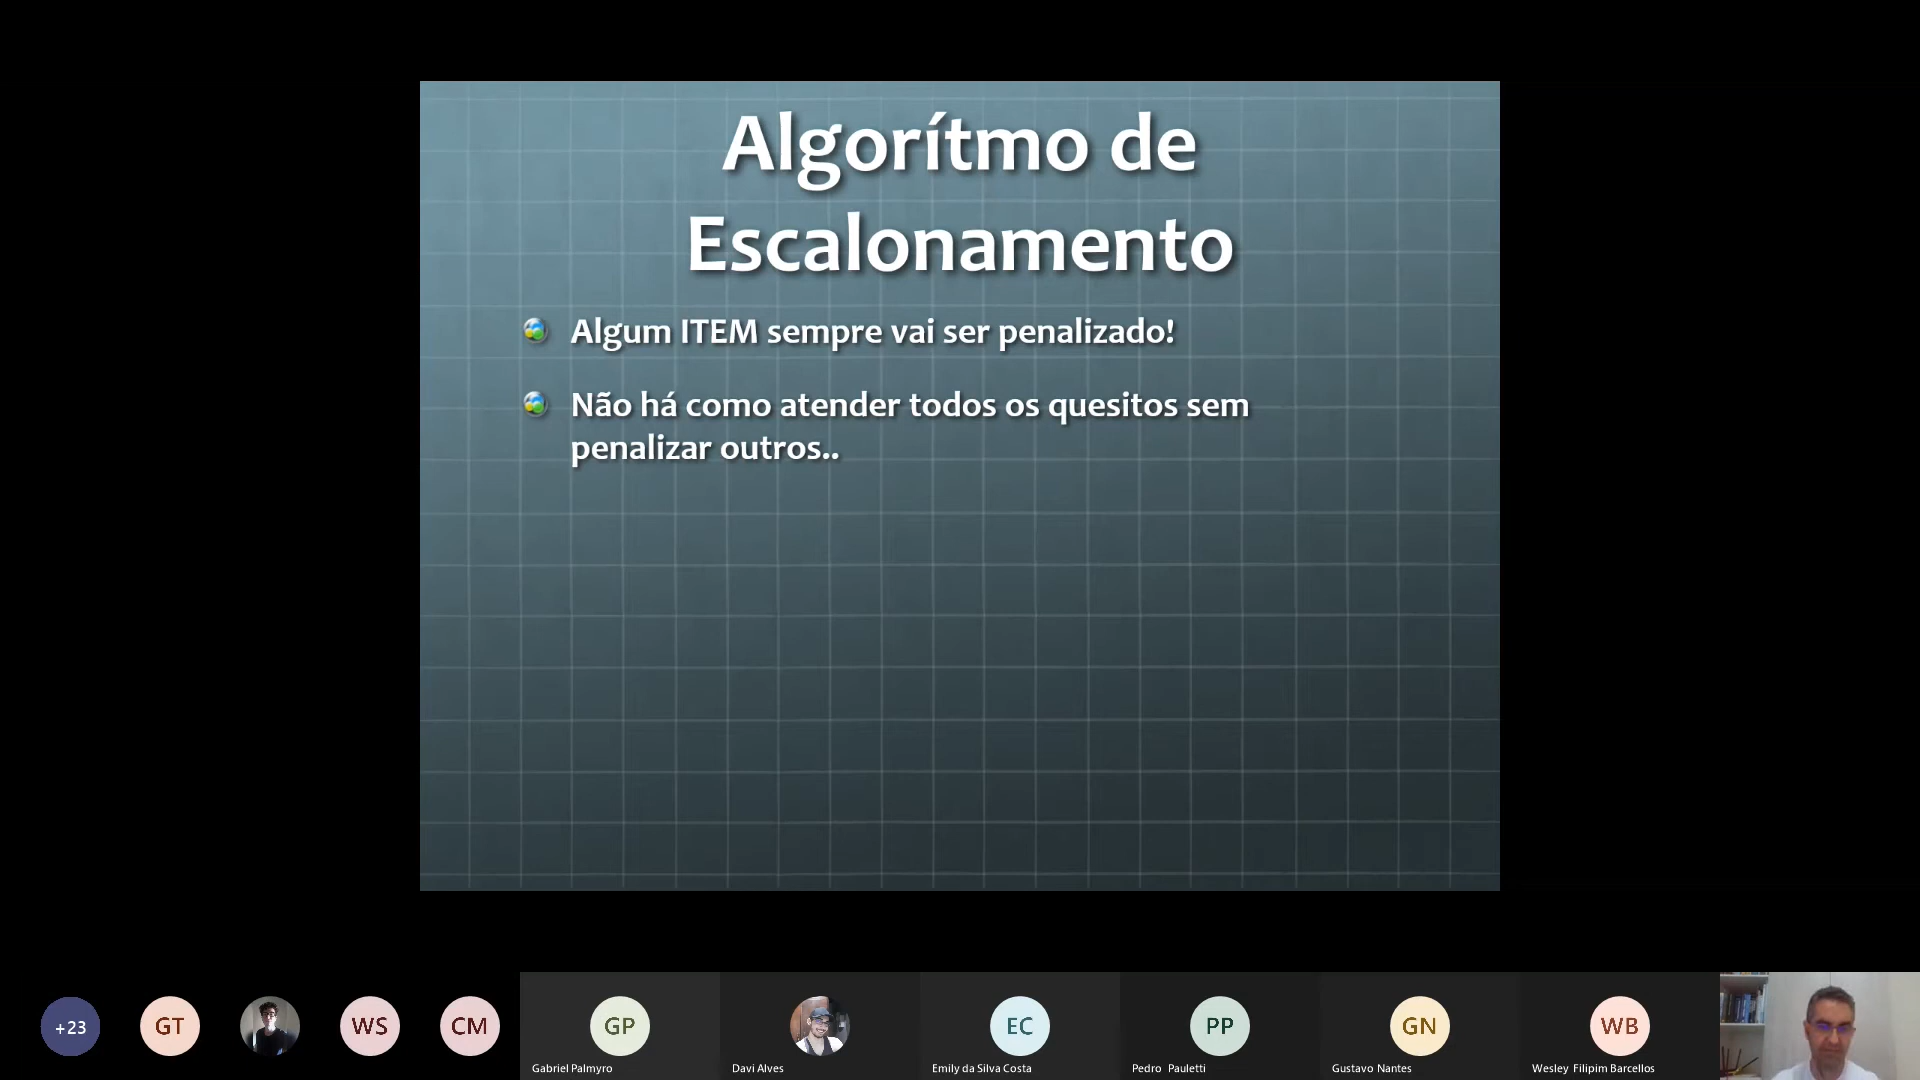 Algorítmo de
Escalonamento
Algum ITEM sempre vai ser penalizado!
Não há como atender todos os quesitos sem
penalizar outros..
+23
GT
WS
CM
GP
EC
PP
GN
WB
Gabriel Palmyro
Davi Alves
Emily da Silva Costa
Pedro Pauletti
Gustavo Nantes
Wesley Filipim Barcellos